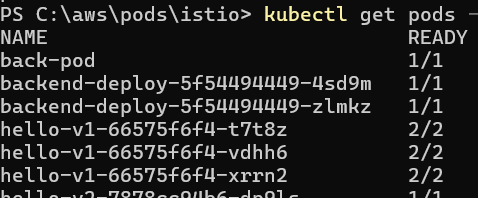 PS C:\aws\pods\istio> kubectl get pods -
NAME READY
back-pod 1/1
backend-deploy-5f54494449-4sd9m 1/1
backend-deploy-5f54494449-zlmkz 1/1
hello-v1-66575f6f4-t7t8z 2/2
hello-v1-66575f6f4-vdhh6 2/2
hello-v1-66575f6f4-xrrn2 2/2
1/1